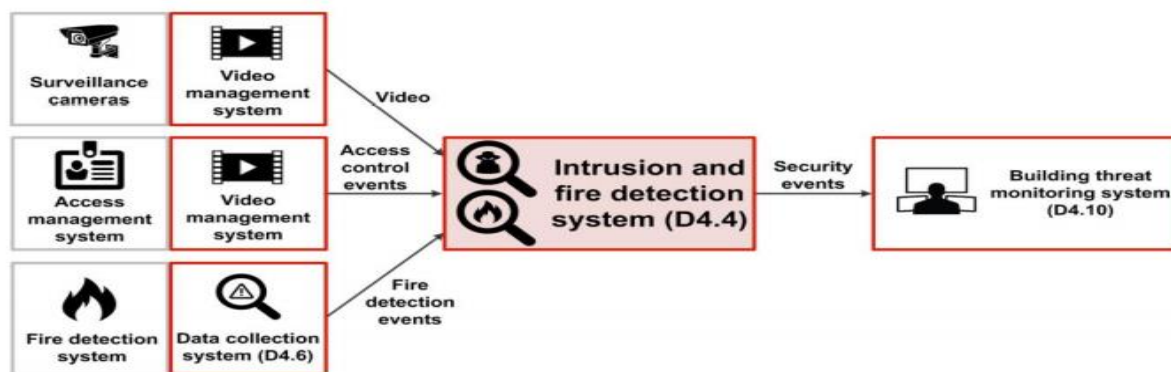 Surveillance
cameras
Video
management
system
Video
Access
management
system
Video
management
system
Access
control
events
Fire detection
system
Data collection
system (D4.6)
Fire
detection
events
Intrusion and
fire detection
system (D4.4)
Security
events
Building threat
monitoring system
(D4.10)